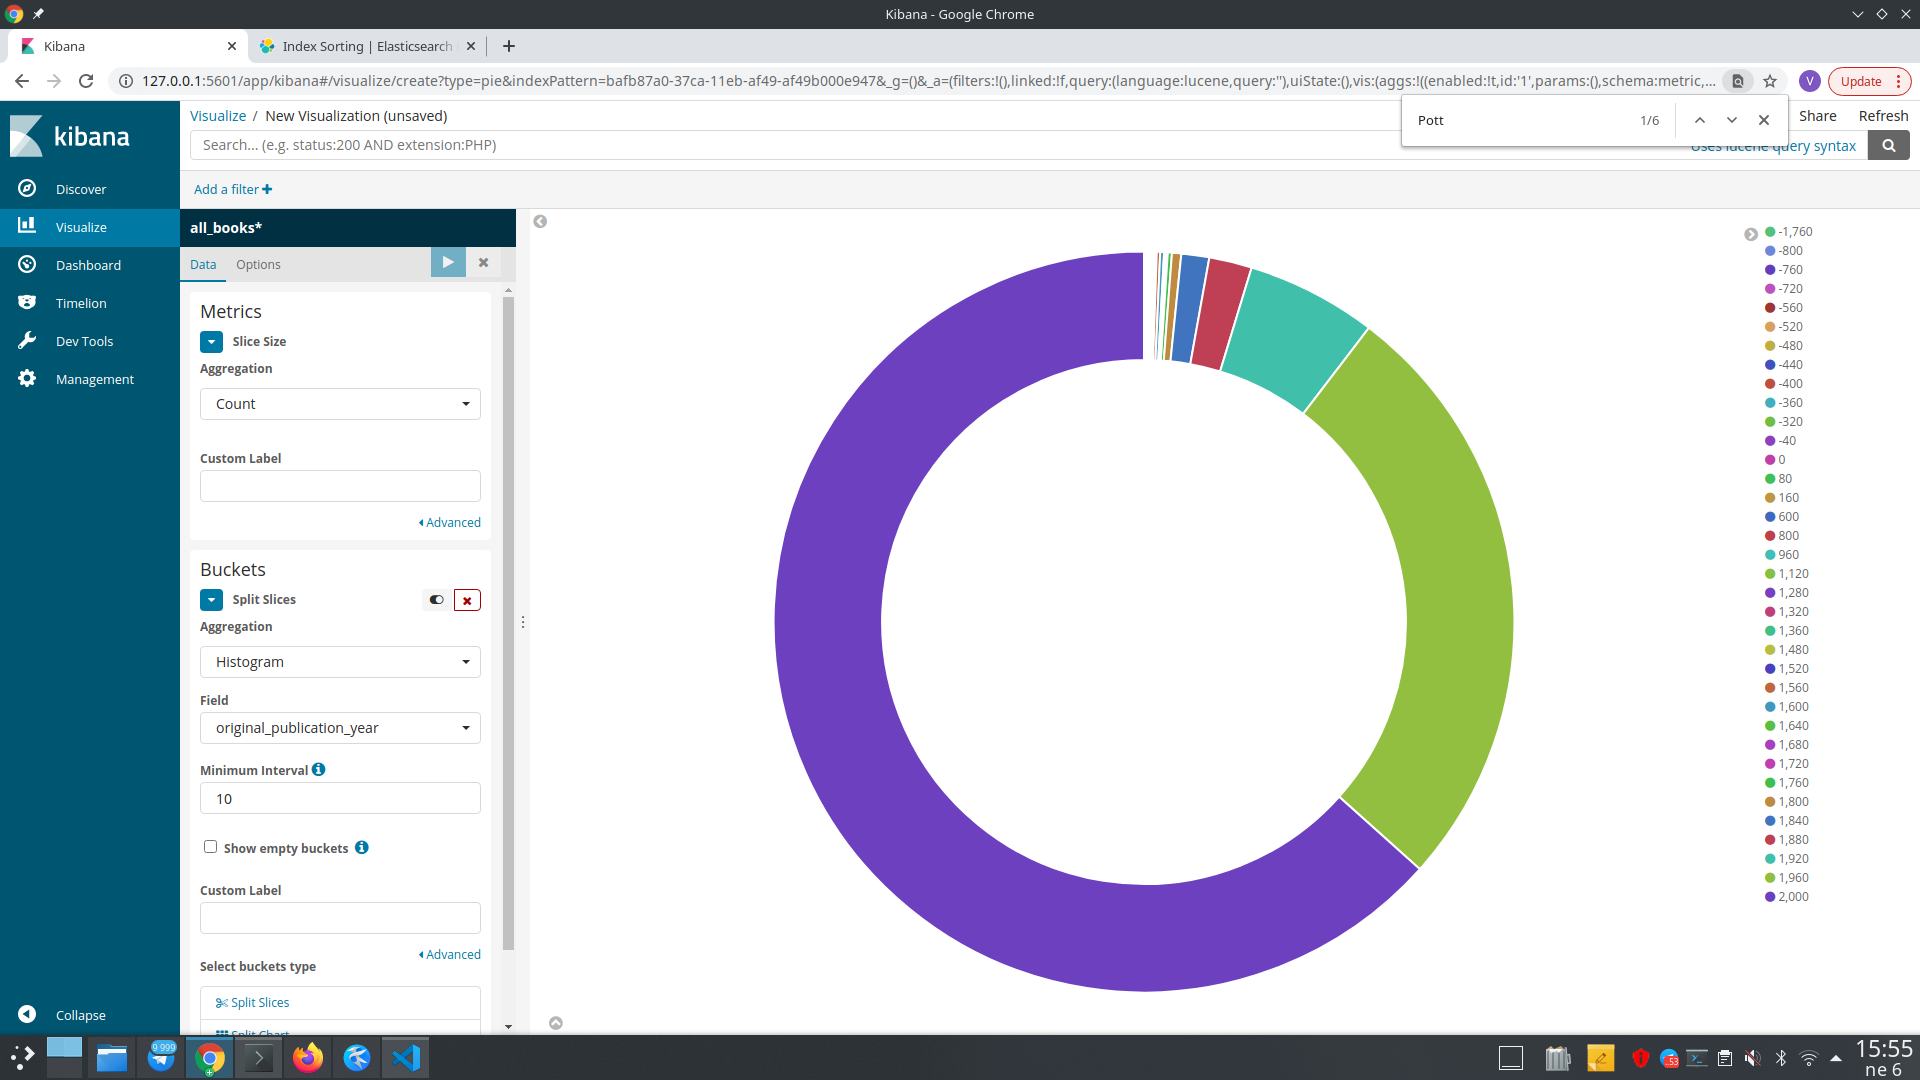 Kibana - Google Chrome
Kibana
Index Sorting | Elasticsearch
127.0.0.1:5601/app/kibana#/visualize/create?type=pie&indexPattern=bafb87a0-37ca-11eb-af49-af49b000e947&_g=()&_a=(filters:!(),linked:!f,query:(language:lucene,query:''),uiState:(),vis:(aggs:!((enabled:!t,id:'1',params:(),schema:metric,...
V
Update
Pott
1/6
kibana
Discover
Visualize
Dashboard
Timelion
Dev Tools
Management
Collapse
Visualize / New Visualization (unsaved)
Share
Refresh
Search... (e.g. status:200 AND extension:PHP)
Uses lucene query syntax
Add a filter
all_books*
Data
Options
Metrics
Slice Size
Aggregation
Count
Custom Label
Advanced
Buckets
Split Slices
Aggregation
Histogram
Field
original_publication_year
Minimum Interval
10
Show empty buckets
Custom Label
Advanced
Select buckets type
Split Slices
Split Chart
-1,760
-800
-760
-720
-560
-520
-480
-440
-400
-360
-320
-40
0
80
160
600
800
960
1,120
1,280
1,320
1,360
1,480
1,520
1,560
1,600
1,640
1,680
1,720
1,760
1,800
1,840
1,880
1,920
1,960
2,000
9 999
53
15:55
ne 6